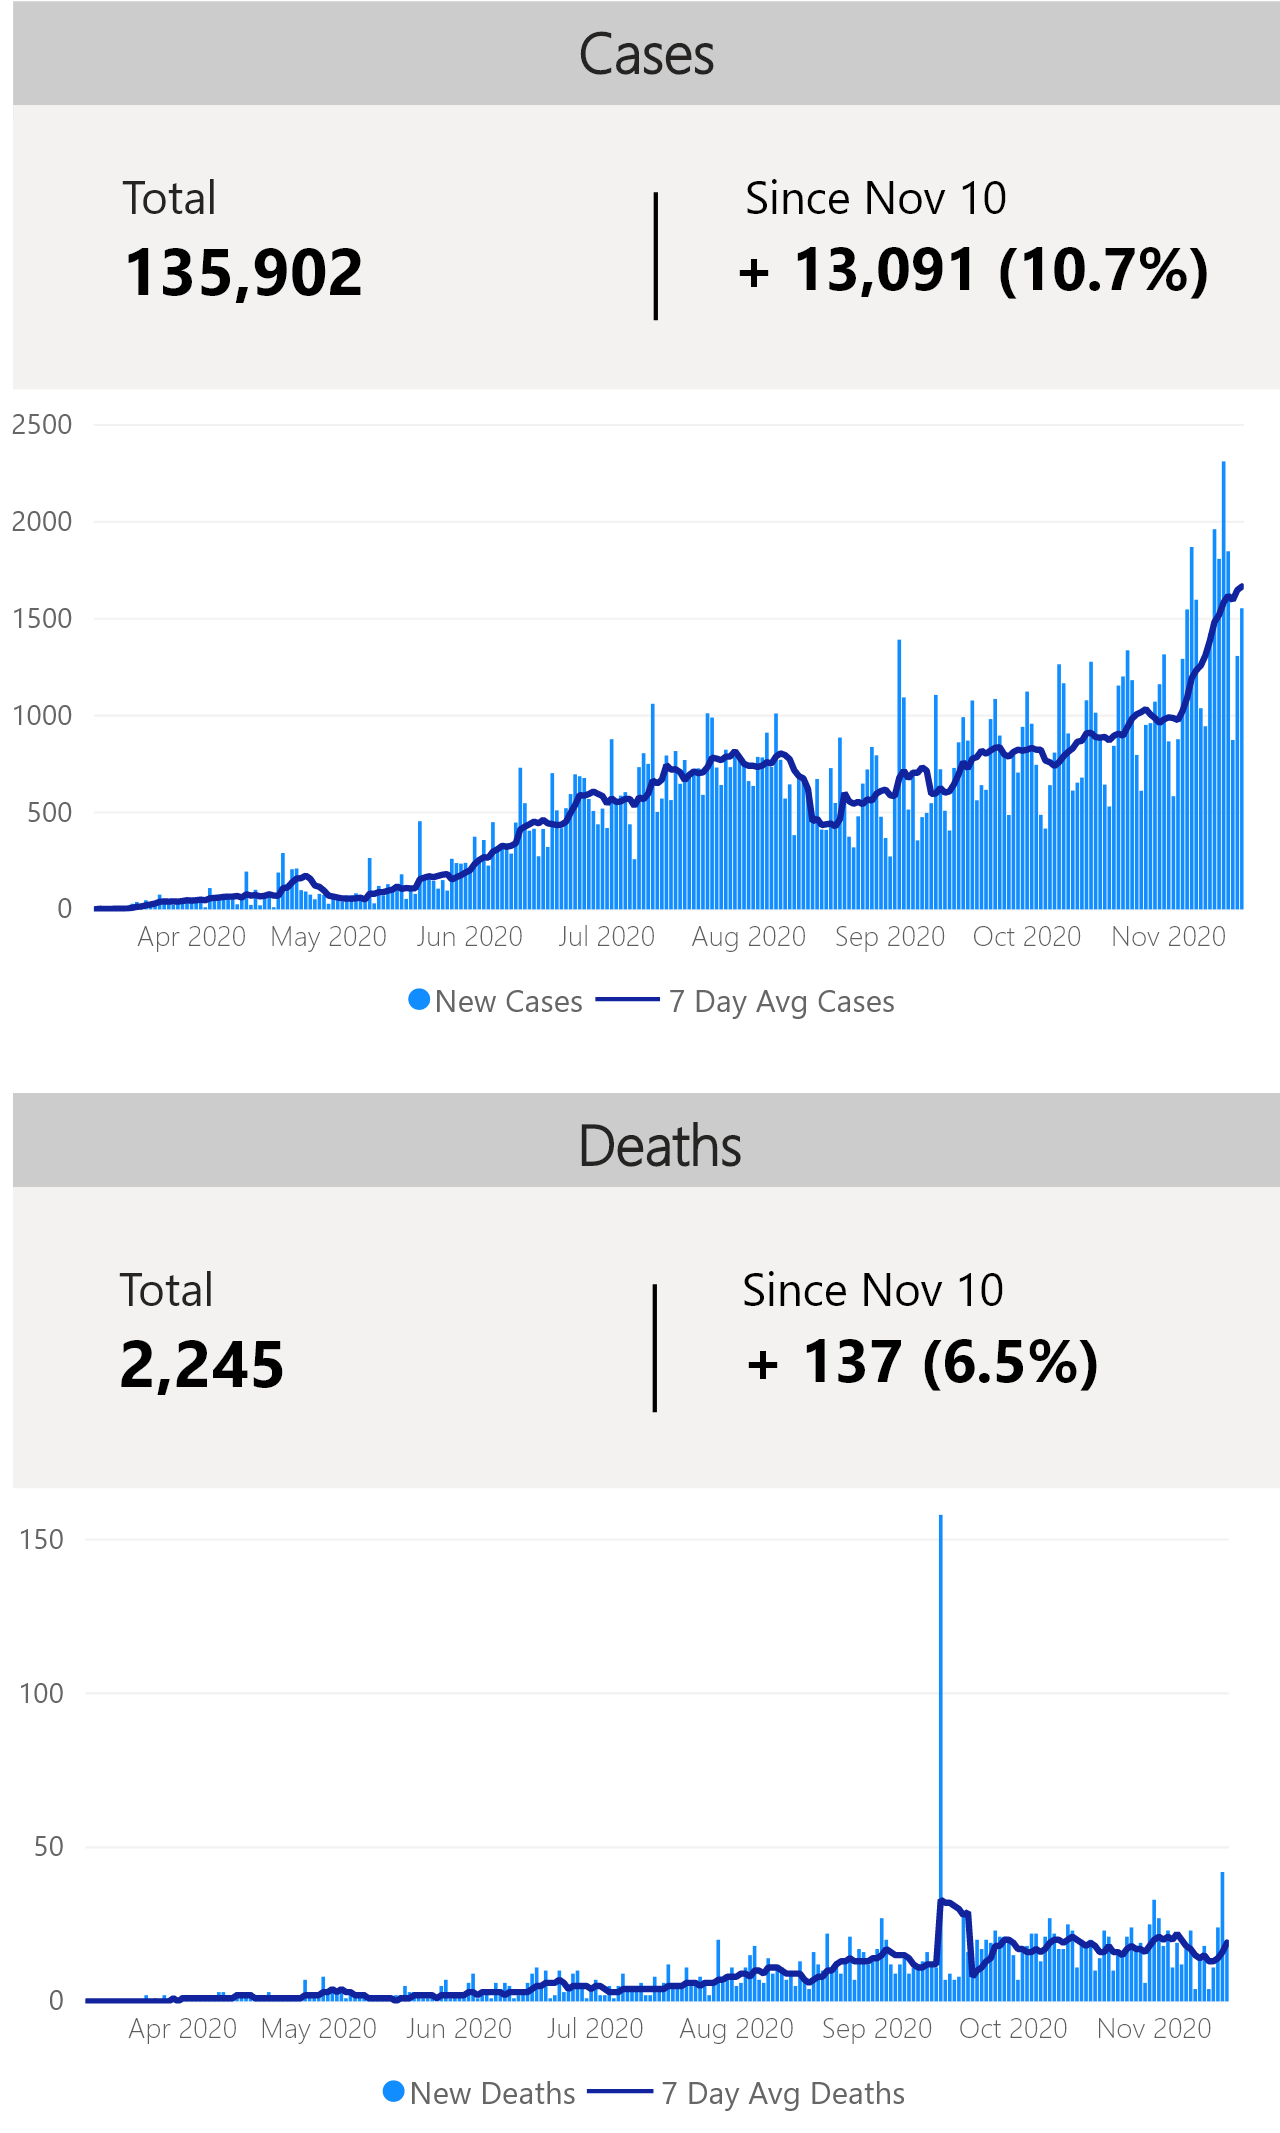 Cases
Total
Since Nov 10
135,902
+ 13,091 (10.7%)
2500
2000
1500
1000
500
0
Apr 2020 May 2020 Jun 2020 Jul 2020 Aug 2020 Sep 2020 Oct 2020 Nov 2020
New Cases 7 Day Avg Cases
Deaths
Total
Since Nov 10
2,245
+ 137 (6.5%)
150
100
50
0
Apr 2020 May 2020 Jun 2020 Jul 2020 Aug 2020 Sep 2020 Oct 2020 Nov 2020
New Deaths 7 Day Avg Deaths